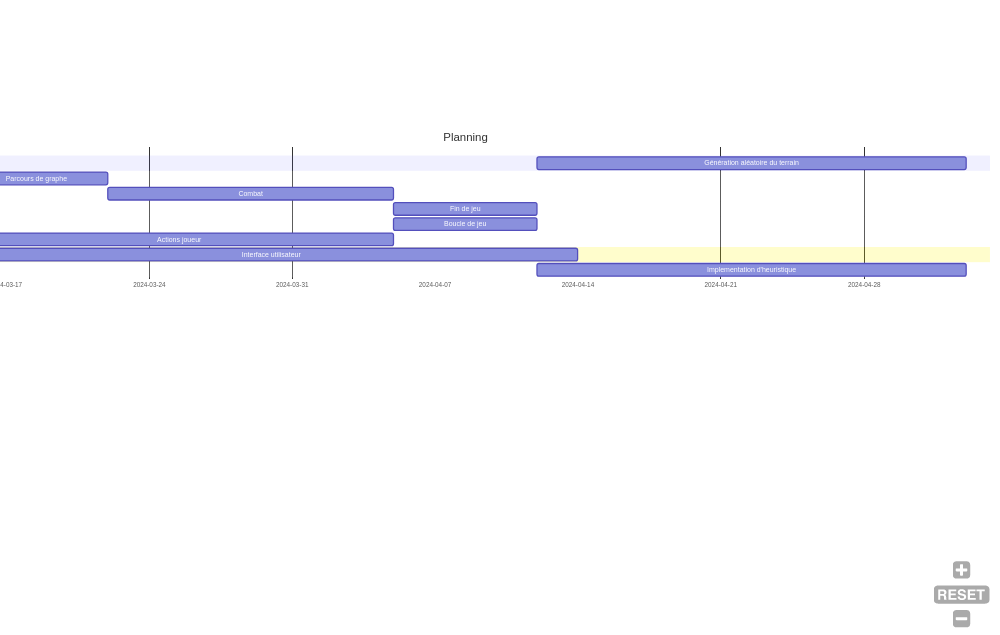 Planning
Génération aléatoire du terrain
Parcours de graphe
Combat
Fin de jeu
Boucle de jeu
Actions joueur
Interface utilisateur
Implementation d'heuristique
4-03-17
2024-03-24
2024-03-31
2024-04-07
2024-04-14
2024-04-21
2024-04-28
RESET